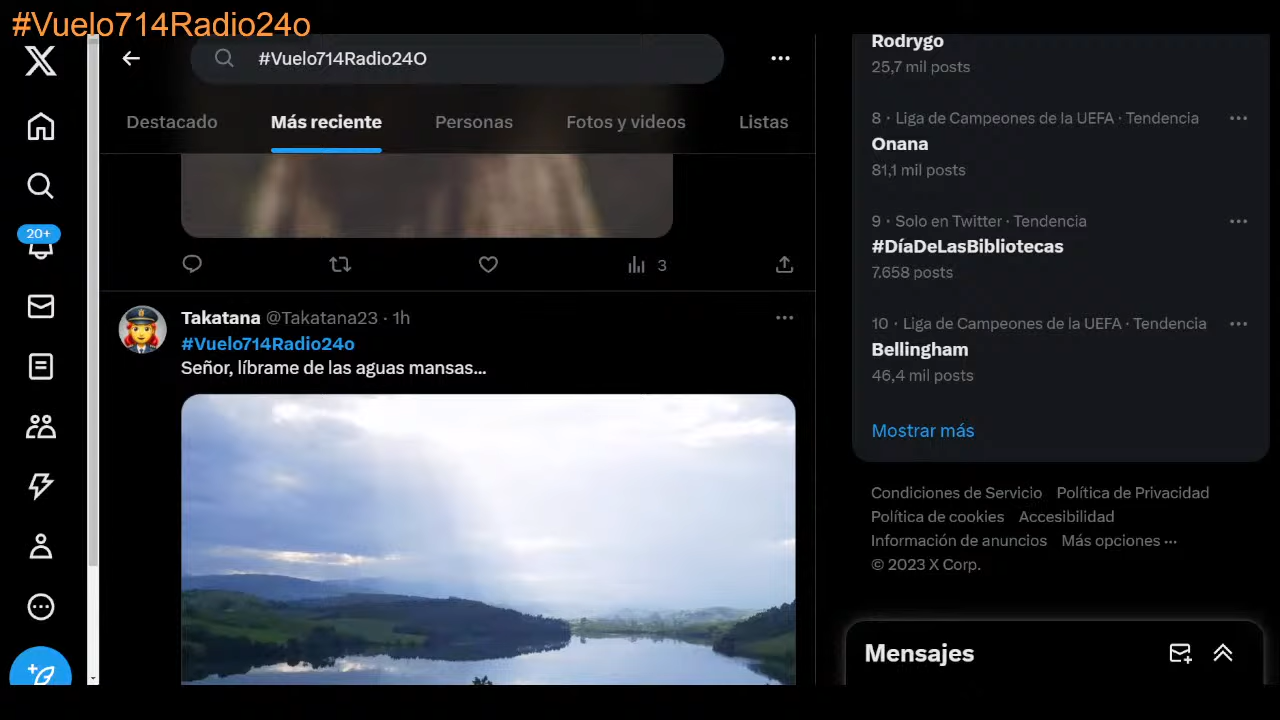 #Vuelo714Radio24o
#Vuelo714Radio24O
Destacado
Más reciente
Personas
Fotos y videos
Listas
20+
3
Takatana @Takatana23 · 1h
#Vuelo714Radio24o
Señor, líbrame de las aguas mansas...
Rodrygo
25,7 mil posts
8 · Liga de Campeones de la UEFA · Tendencia
Onana
81,1 mil posts
9 · Solo en Twitter · Tendencia
#DíaDeLasBibliotecas
7.658 posts
10 · Liga de Campeones de la UEFA · Tendencia
Bellingham
46,4 mil posts
Mostrar más
Condiciones de Servicio Política de Privacidad
Política de cookies Accesibilidad
Información de anuncios Más opciones ···
© 2023 X Corp.
Mensajes